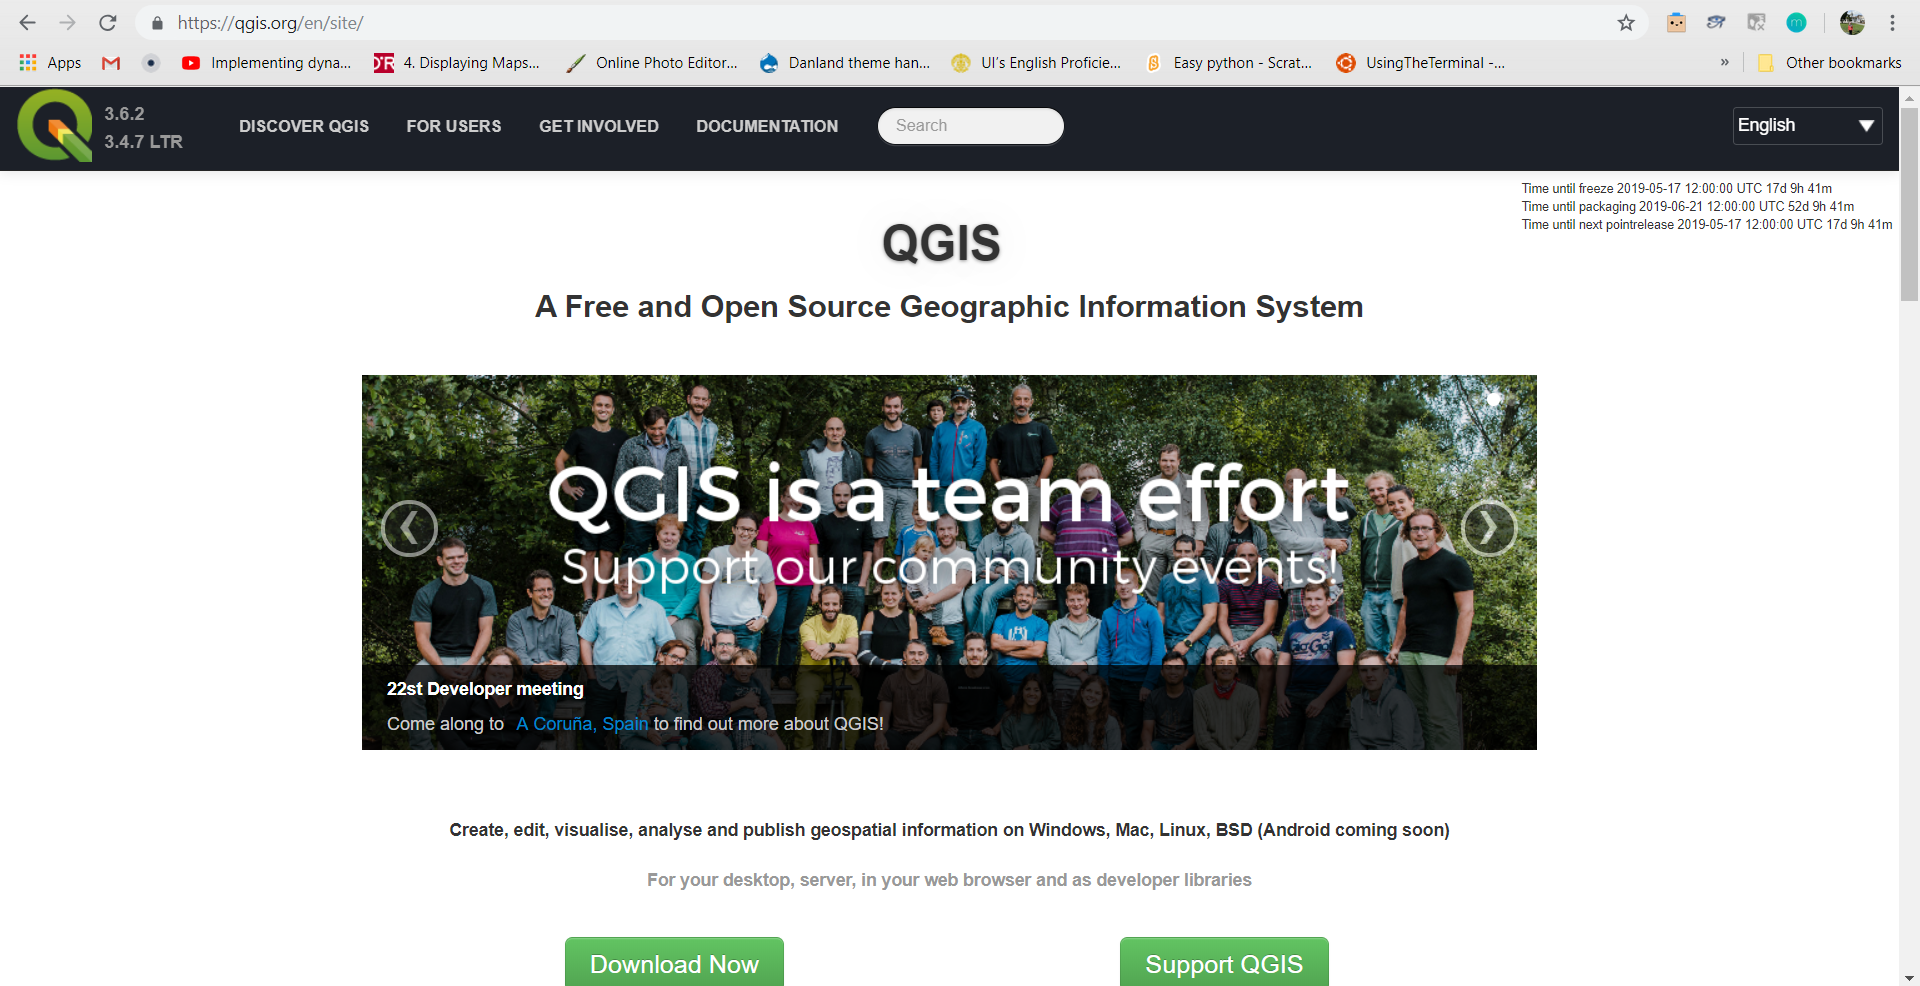 https://qgis.org/en/site/
Apps
Implementing dyna...
4. Displaying Maps...
Online Photo Editor...
Danland theme han...
UI's English Proficie...
Easy python - Scrat...
UsingTheTerminal -...
»
Other bookmarks
3.6.2
3.4.7 LTR
DISCOVER QGIS
FOR USERS
GET INVOLVED
DOCUMENTATION
Search
English
Time until freeze 2019-05-17 12:00:00 UTC 17d 9h 41m
Time until packaging 2019-06-21 12:00:00 UTC 52d 9h 41m
Time until next pointrelease 2019-05-17 12:00:00 UTC 17d 9h 41m
QGIS
A Free and Open Source Geographic Information System
QGIS is a team effort
Support our community events!
22st Developer meeting
Come along to A Coruña, Spain to find out more about QGIS!
Create, edit, visualise, analyse and publish geospatial information on Windows, Mac, Linux, BSD (Android coming soon)
For your desktop, server, in your web browser and as developer libraries
Download Now
Support QGIS